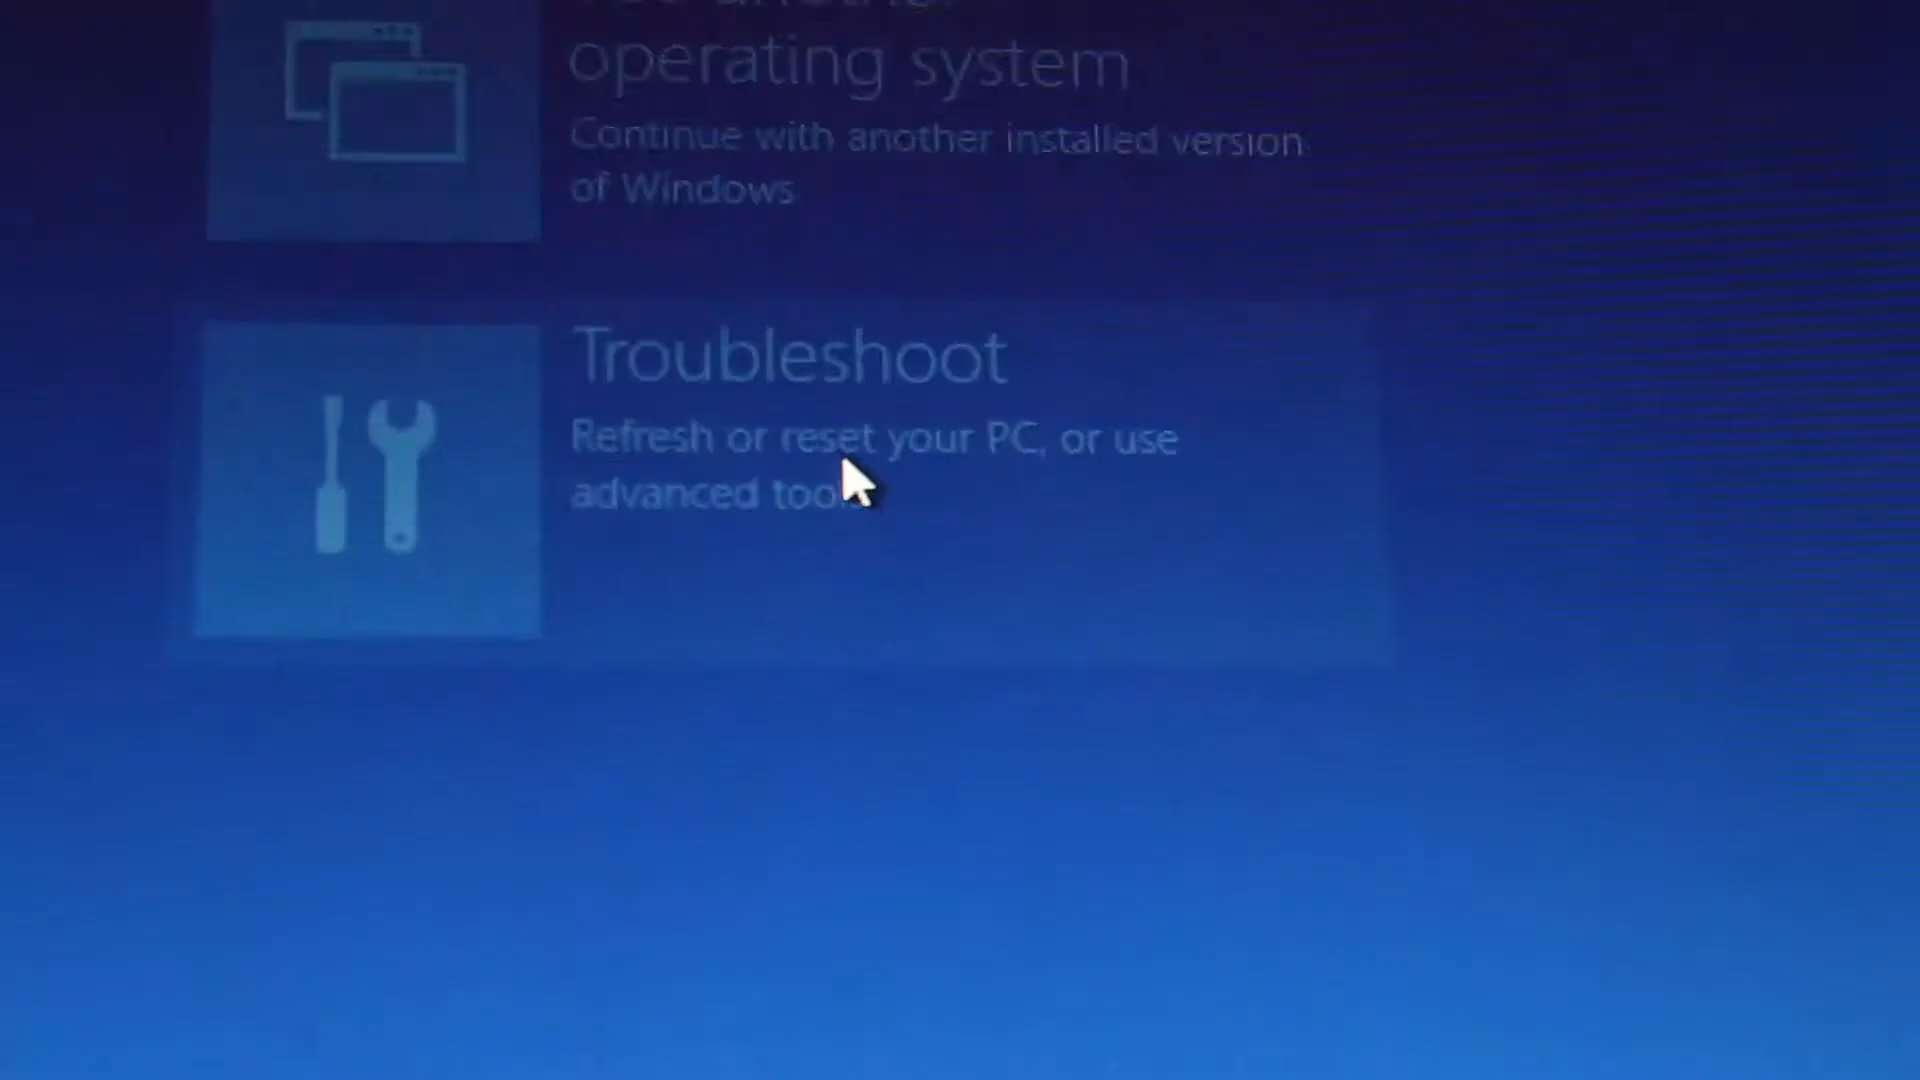 operating system
Continue with another installed version
of Windows
Troubleshoot
Refresh or reset your PC, or use
advanced